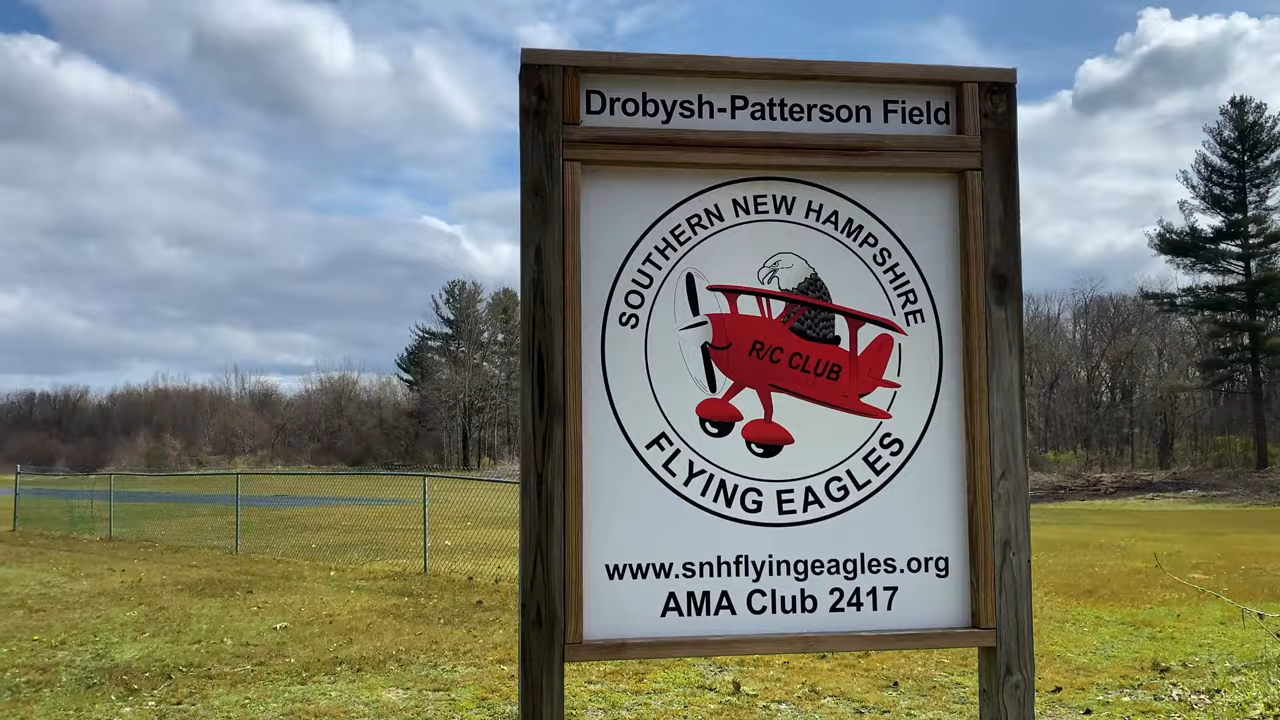 Drobysh-Patterson Field
SOUTHERN NEW HAMPSHIRE
R/C CLUB
FLYING EAGLES
www.snhflyingeagles.org
AMA Club 2417